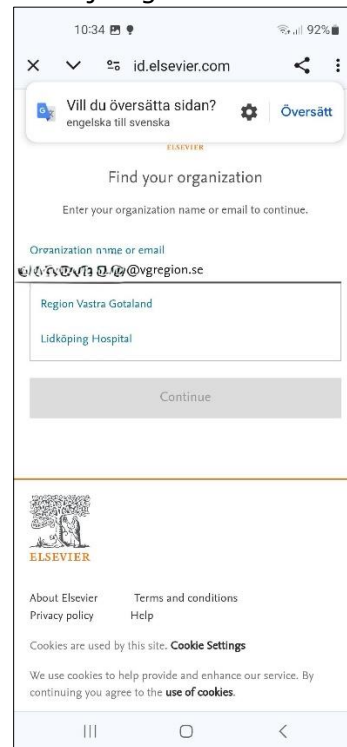 10:34 92%
id.elsevier.com
Vill du översätta sidan?
engelska till svenska
Översätt
ELSEVIER
Find your organization
Enter your organization name or email to continue.
Organization name or email
@vgregion.se
Region Vastra Gotaland
Lidköping Hospital
Continue
ELSEVIER
About Elsevier Terms and conditions
Privacy policy Help
Cookies are used by this site. Cookie Settings
We use cookies to help provide and enhance our service. By
continuing you agree to the use of cookies.